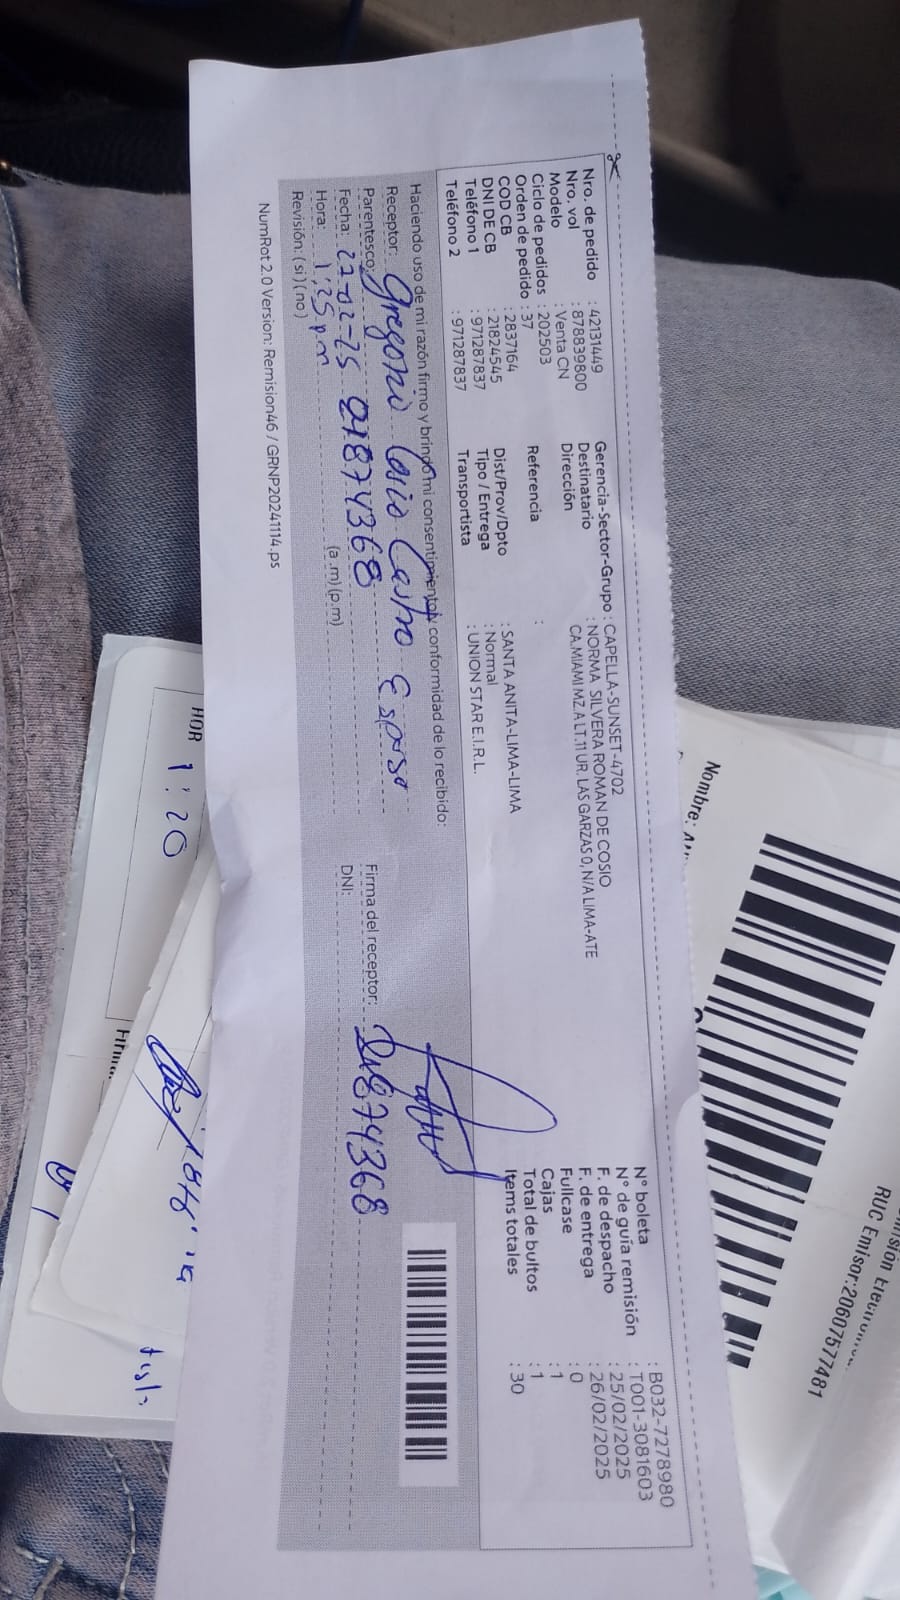 Nro. de pedido : 42131449
Nro. vol : 878839800
Modelo : Venta CN
Ciclo de pedidos : 202503
Orden de pedido : 37
COD CB : 2837164
DNI DE CB : 21824545
Teléfono 1 : 971287837
Teléfono 2 : 971287837
Gerencia-Sector-Grupo : CAPELLA-SUNSET-4702
Destinatario : NORMA SILVERA ROMAN DE COSIO
Dirección CA.MIAMI MZ A LT.11 UR. LAS GARZAS 0, N/A LIMA-ATE
Referencia :
Dist/Prov/Dpto : SANTA ANITA-LIMA-LIMA
Tipo / Entrega : Normal
Transportista : UNION STAR E.I.R.L.
N° boleta : B032-7278980
N° de guía remisión : T001-3081603
F. de despacho : 25/02/2025
F. de entrega : 26/02/2025
Fullcase : 0
Cajas : 1
Total de bultos : 1
Items totales : 30
Haciendo uso de mi razón firmo y brindo mi consentimiento y conformidad de lo recibido:
Receptor: Gregorio Cosio Castro Esposo
Parentesco:
Fecha: 27-02-25 21874368
Hora: 1:25 pm (a.m) (p.m)
Revisión: (si) (no)
Firma del receptor:
DNI: 21874368
NumRot 2.0 Version: Remision46 / GRNP20241114.ps
Nombre:
RUC Emisor:20607577481
HOR 1:20
Firma